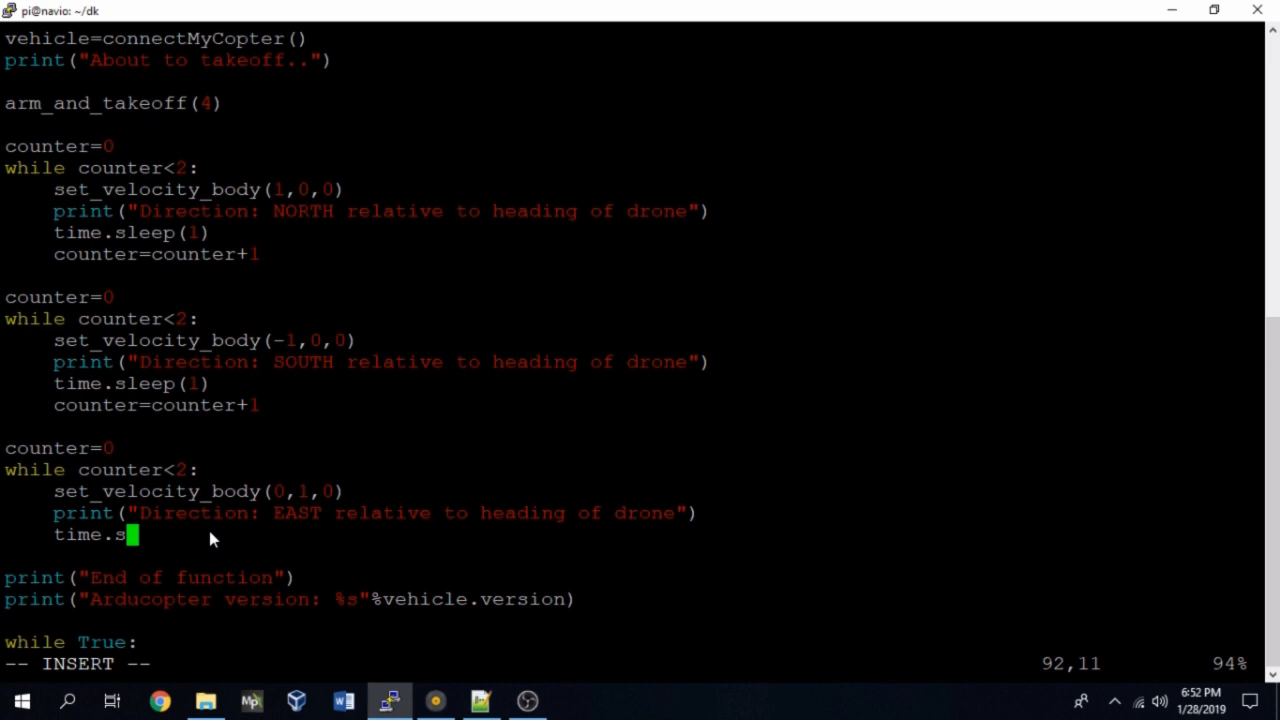 pi@navio: ~/dk
vehicle=connectMyCopter()
print("About to takeoff..")
arm_and_takeoff(4)
counter=0
while counter<2:
    set_velocity_body(1,0,0)
    print("Direction: NORTH relative to heading of drone")
    time.sleep(1)
    counter=counter+1
counter=0
while counter<2:
    set_velocity_body(-1,0,0)
    print("Direction: SOUTH relative to heading of drone")
    time.sleep(1)
    counter=counter+1
counter=0
while counter<2:
    set_velocity_body(0,1,0)
    print("Direction: EAST relative to heading of drone")
    time.s
print("End of function")
print("Arducopter version: %s"%vehicle.version)
while True:
-- INSERT -- 92,11 94%
Mp W
6:52 PM
1/28/2019